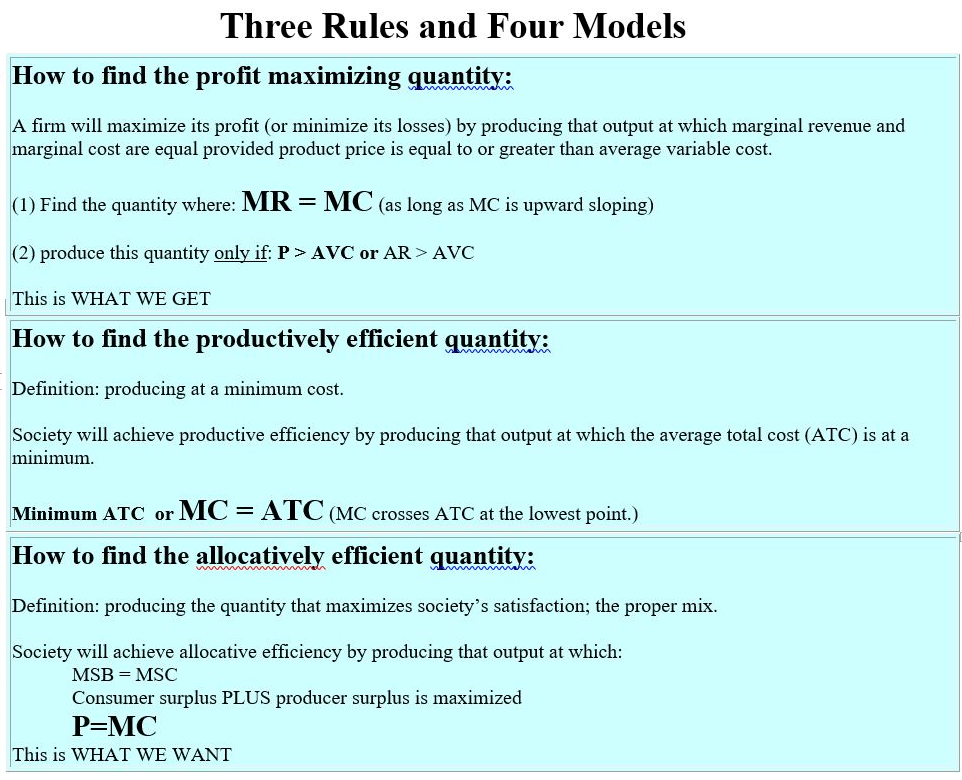 Three Rules and Four Models
How to find the profit maximizing quantity:
A firm will maximize its profit (or minimize its losses) by producing that output at which marginal revenue and
marginal cost are equal provided product price is equal to or greater than average variable cost.
(1) Find the quantity where: MR = MC (as long as MC is upward sloping)
(2) produce this quantity only if: P > AVC or AR > AVC
This is WHAT WE GET
How to find the productively efficient quantity:
Definition: producing at a minimum cost.
Society will achieve productive efficiency by producing that output at which the average total cost (ATC) is at a
minimum.
Minimum ATC or MC = ATC (MC crosses ATC at the lowest point.)
How to find the allocatively efficient quantity:
Definition: producing the quantity that maximizes society’s satisfaction; the proper mix.
Society will achieve allocative efficiency by producing that output at which:
MSB = MSC
Consumer surplus PLUS producer surplus is maximized
P=MC
This is WHAT WE WANT